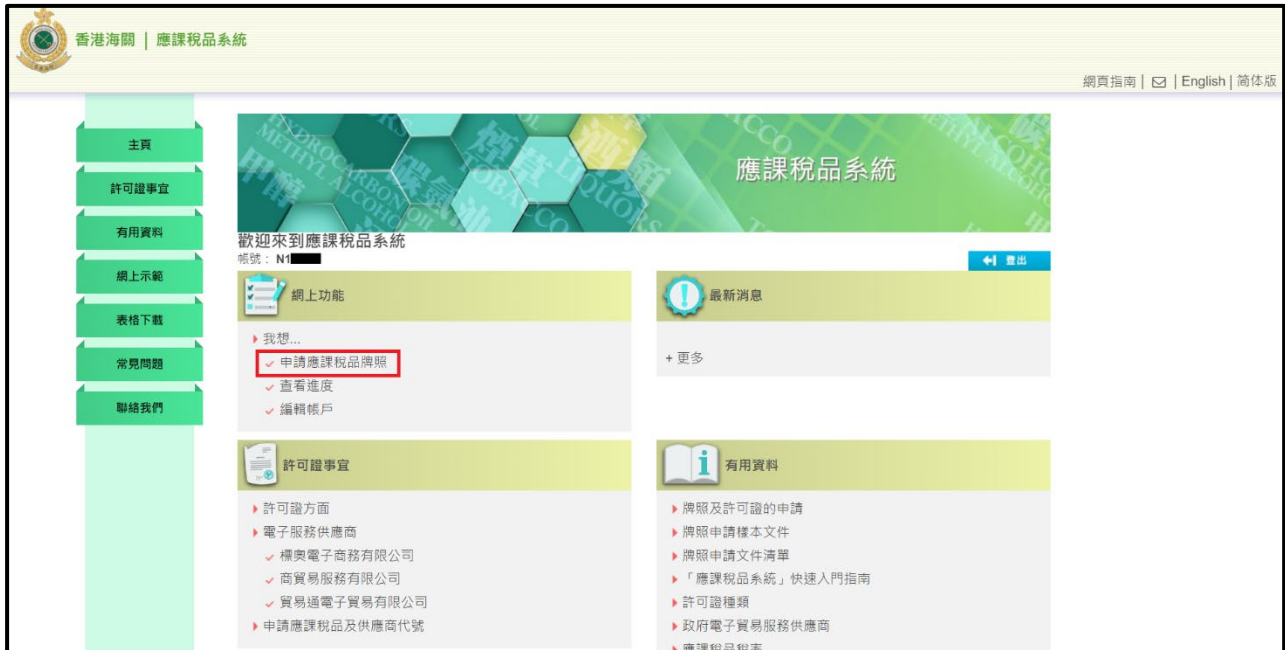 香港海關 | 應課稅品系統
網頁指南 | | English | 简体版
主頁
許可證事宜
有用資料
網上示範
表格下載
常見問題
聯絡我們
應課稅品系統
歡迎來到應課稅品系統
帳號： N1
登出
網上功能
我想...
申請應課稅品牌照
查看進度
編輯帳戶
最新消息
+ 更多
許可證事宜
許可證方面
電子服務供應商
標奧電子商務有限公司
商貿易服務有限公司
貿易通電子貿易有限公司
申請應課稅品及供應商代號
有用資料
牌照及許可證的申請
牌照申請樣本文件
牌照申請文件清單
「應課稅品系統」快速入門指南
許可證種類
政府電子貿易服務供應商
應課稅品稅率